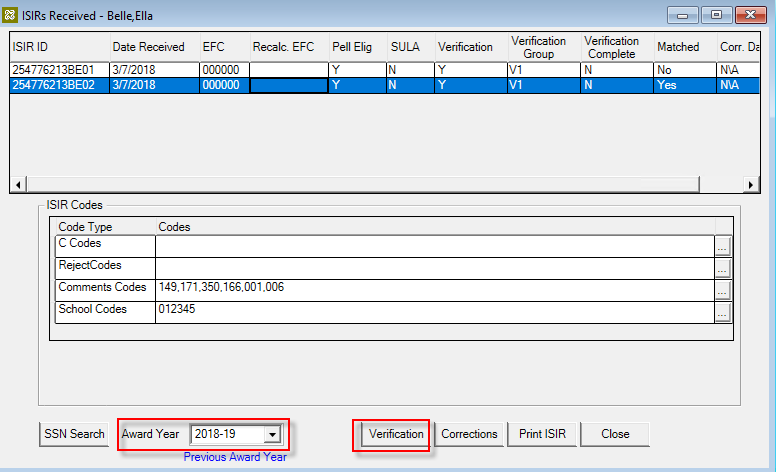 ISIRs Received - Belle,Ella
ISIR ID Date Received EFC Recalc. EFC Pell Elig SULA Verification Verification Group Verification Complete Matched Corr. Da
254776213BE01 3/7/2018 000000 Y N Y V1 N No N\A
254776213BE02 3/7/2018 000000 Y N Y V1 N Yes N\A
ISIR Codes
Code Type Codes
C Codes ...
RejectCodes ...
Comments Codes 149,171,350,166,001,006 ...
School Codes 012345 ...
SSN Search Award Year 2018-19 Verification Corrections Print ISIR Close
Previous Award Year